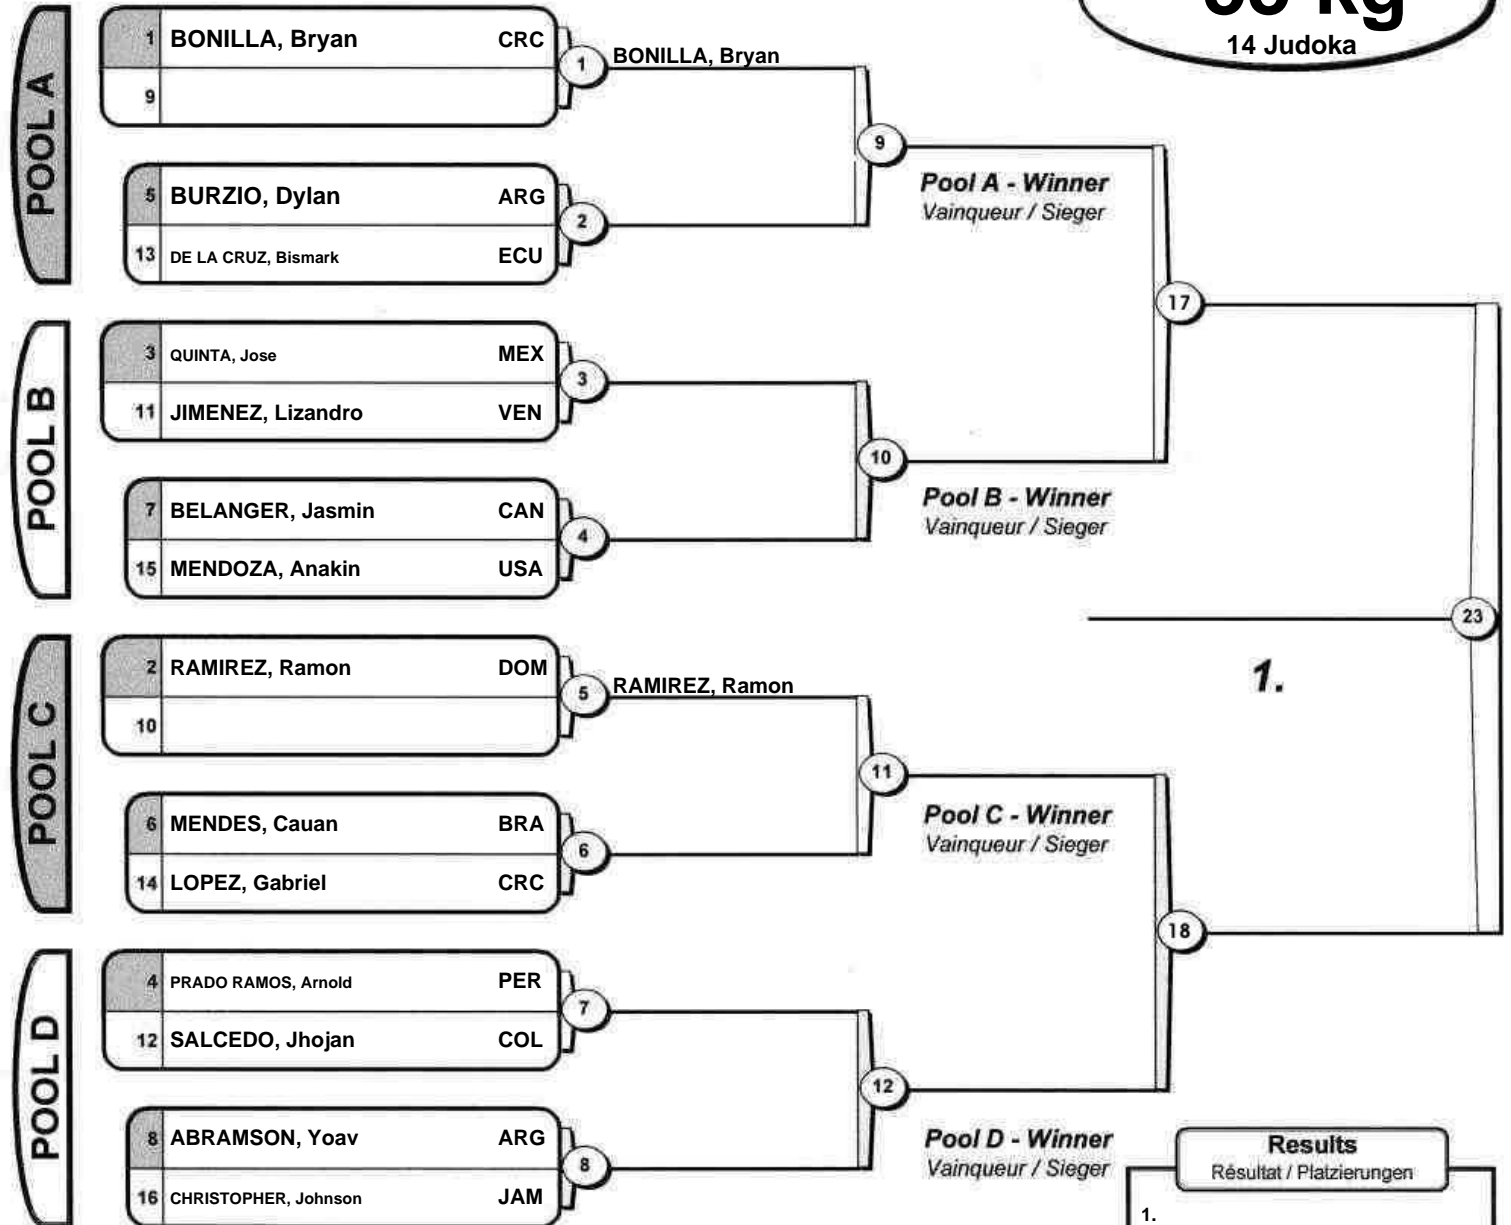 14 Judoka
POOL A
1 BONILLA, Bryan CRC
9
1
BONILLA, Bryan
5 BURZIO, Dylan ARG
13 DE LA CRUZ, Bismark ECU
2
9
Pool A - Winner
Vainqueur / Sieger
POOL B
3 QUINTA, Jose MEX
11 JIMENEZ, Lizandro VEN
3
7 BELANGER, Jasmin CAN
15 MENDOZA, Anakin USA
4
10
Pool B - Winner
Vainqueur / Sieger
17
POOL C
2 RAMIREZ, Ramon DOM
10
5
RAMIREZ, Ramon
6 MENDES, Cauan BRA
14 LOPEZ, Gabriel CRC
6
11
Pool C - Winner
Vainqueur / Sieger
POOL D
4 PRADO RAMOS, Arnold PER
12 SALCEDO, Jhojan COL
7
8 ABRAMSON, Yoav ARG
16 CHRISTOPHER, Johnson JAM
8
12
Pool D - Winner
Vainqueur / Sieger
18
23
1.
Results
Résultat / Platzierungen
1.